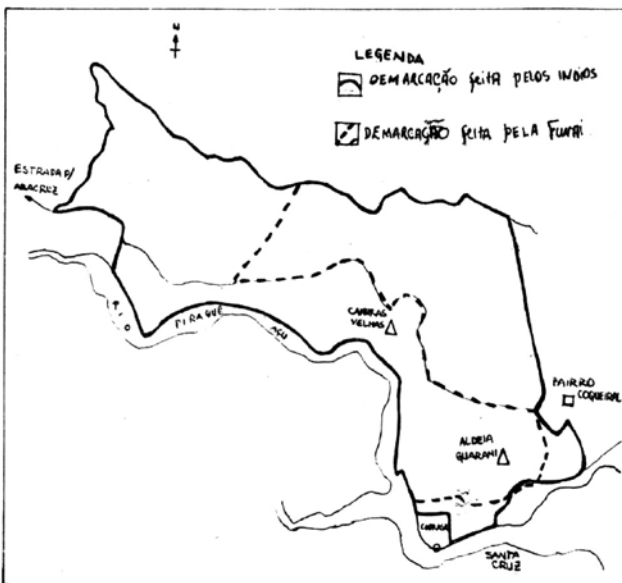 N
LEGENDA
DEMARCAÇÃO feita PELOS INDIOS
DEMARCAÇÃO feita PELA FUNAI
ESTRADA P/
ARACRUZ
RIO
PIRAQUÊ
AÇU
CAIEIRAS
VELHAS
BAIRRO
COQUEIRAL
ALDEIA
GUARANI
SANTA
CRUZ